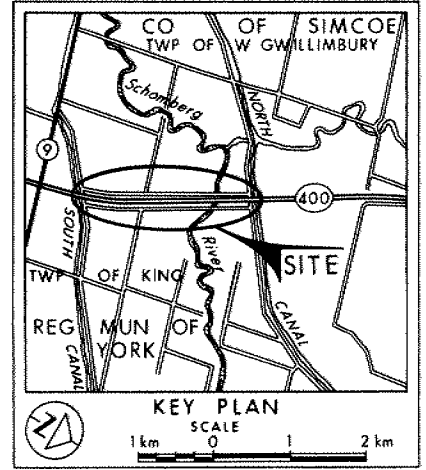 CO OF SIMCOE
TWP OF W GWILLIMBURY
Schomberg
NORTH
9
400
SOUTH
River
SITE
TWP OF KING
REG MUN OF
YORK
CANAL
CANAL
N
KEY PLAN
SCALE
1 km 0 1 2 km